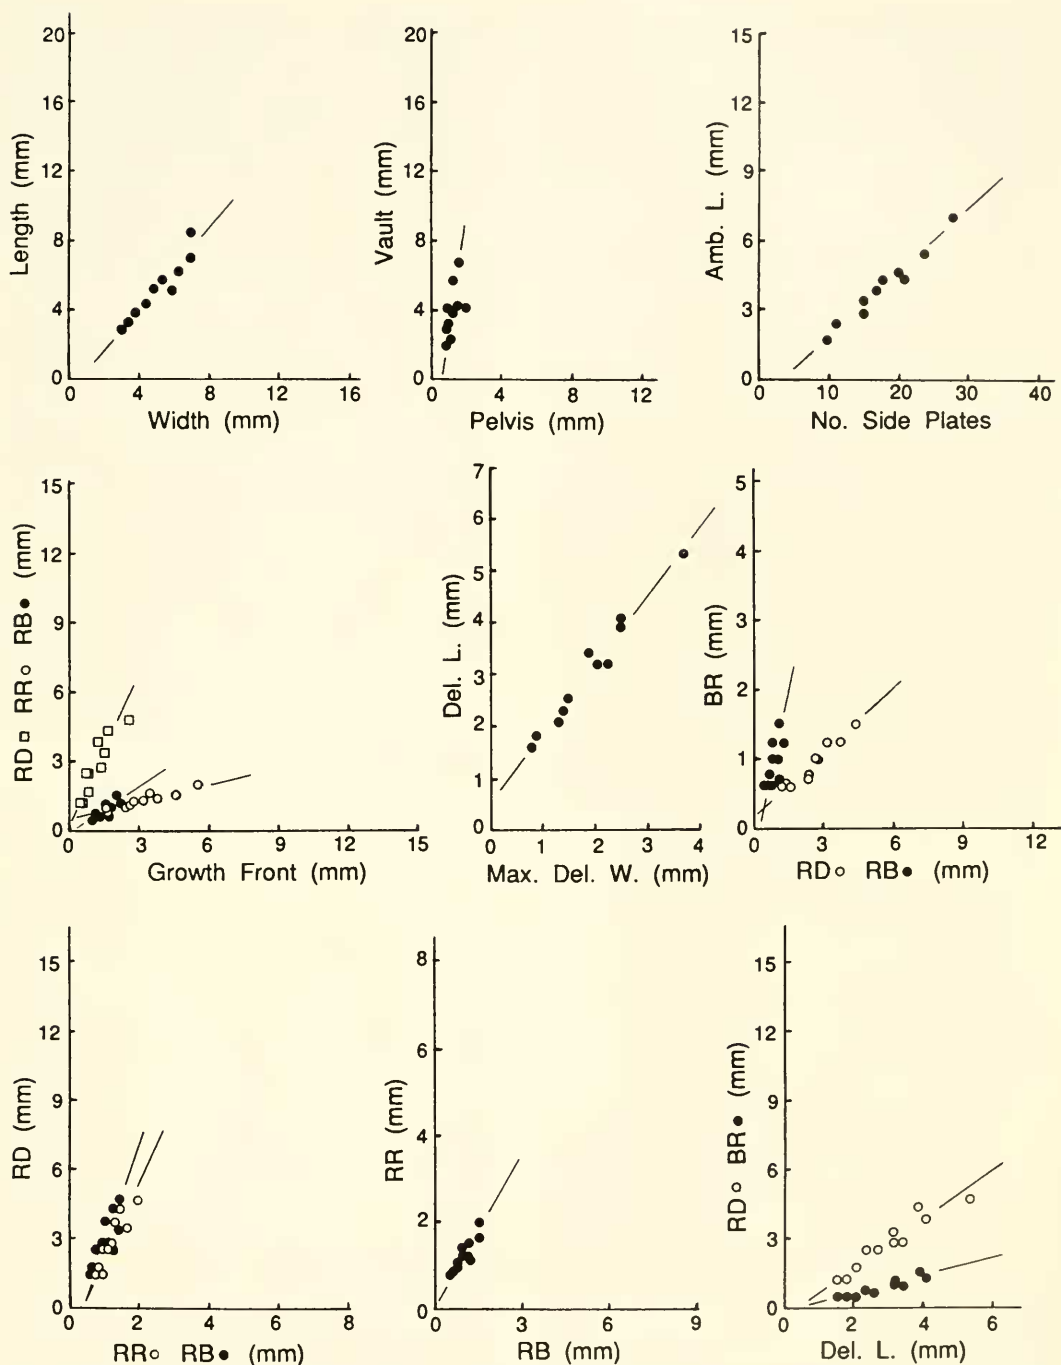 20
16
12
8
4
0
Length (mm)
4 8 12 16
Width (mm)
20
16
12
8
4
0
Vault (mm)
0 4 8 12
Pelvis (mm)
15
12
9
6
3
0
Amb. L. (mm)
0 10 20 30 40
No. Side Plates
15
12
9
6
3
0
RD□ RR○ RB● (mm)
0 3 6 9 12 15
Growth Front (mm)
7
6
5
4
3
2
1
0
Del. L. (mm)
1 2 3 4
Max. Del. W. (mm)
5
4
3
2
1
0
BR (mm)
0 3 6 9 12
RD○ RB● (mm)
15
12
9
6
3
0
RD (mm)
0 2 4 6 8
RR○ RB● (mm)
8
6
4
2
0
RR (mm)
0 3 6 9
RB (mm)
15
12
9
6
3
0
RD○ BR● (mm)
0 2 4 6
Del. L. (mm)